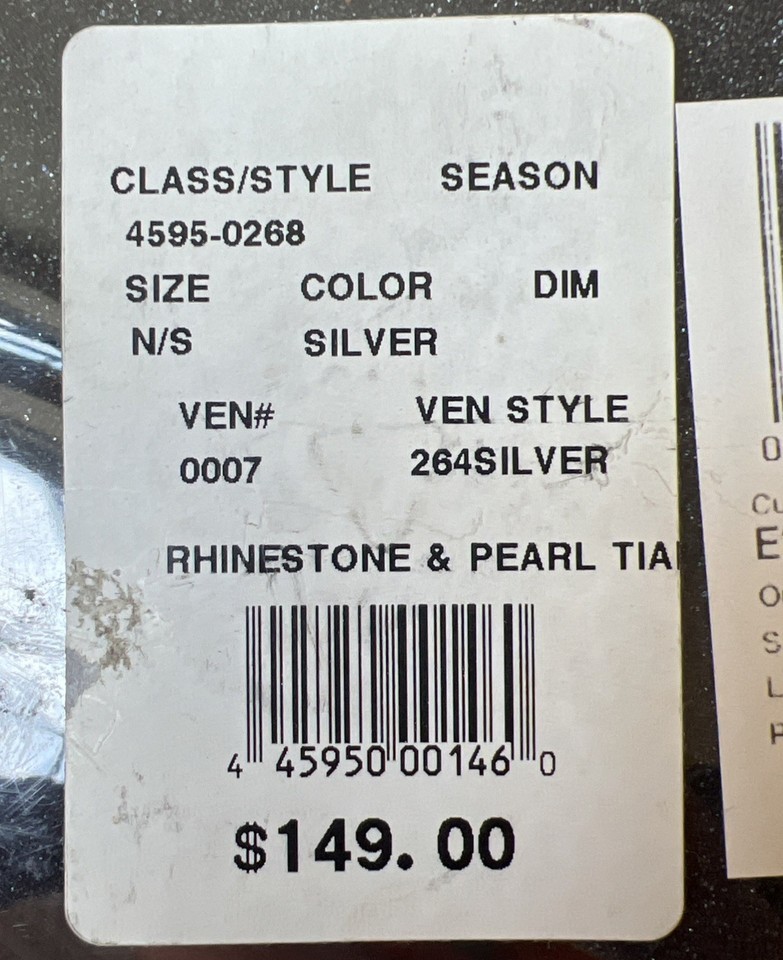 CLASS/STYLE SEASON
4595-0268
SIZE COLOR DIM
N/S SILVER
VEN# VEN STYLE
0007 264SILVER
RHINESTONE & PEARL TIA
4 45950 00146 0
$149.00